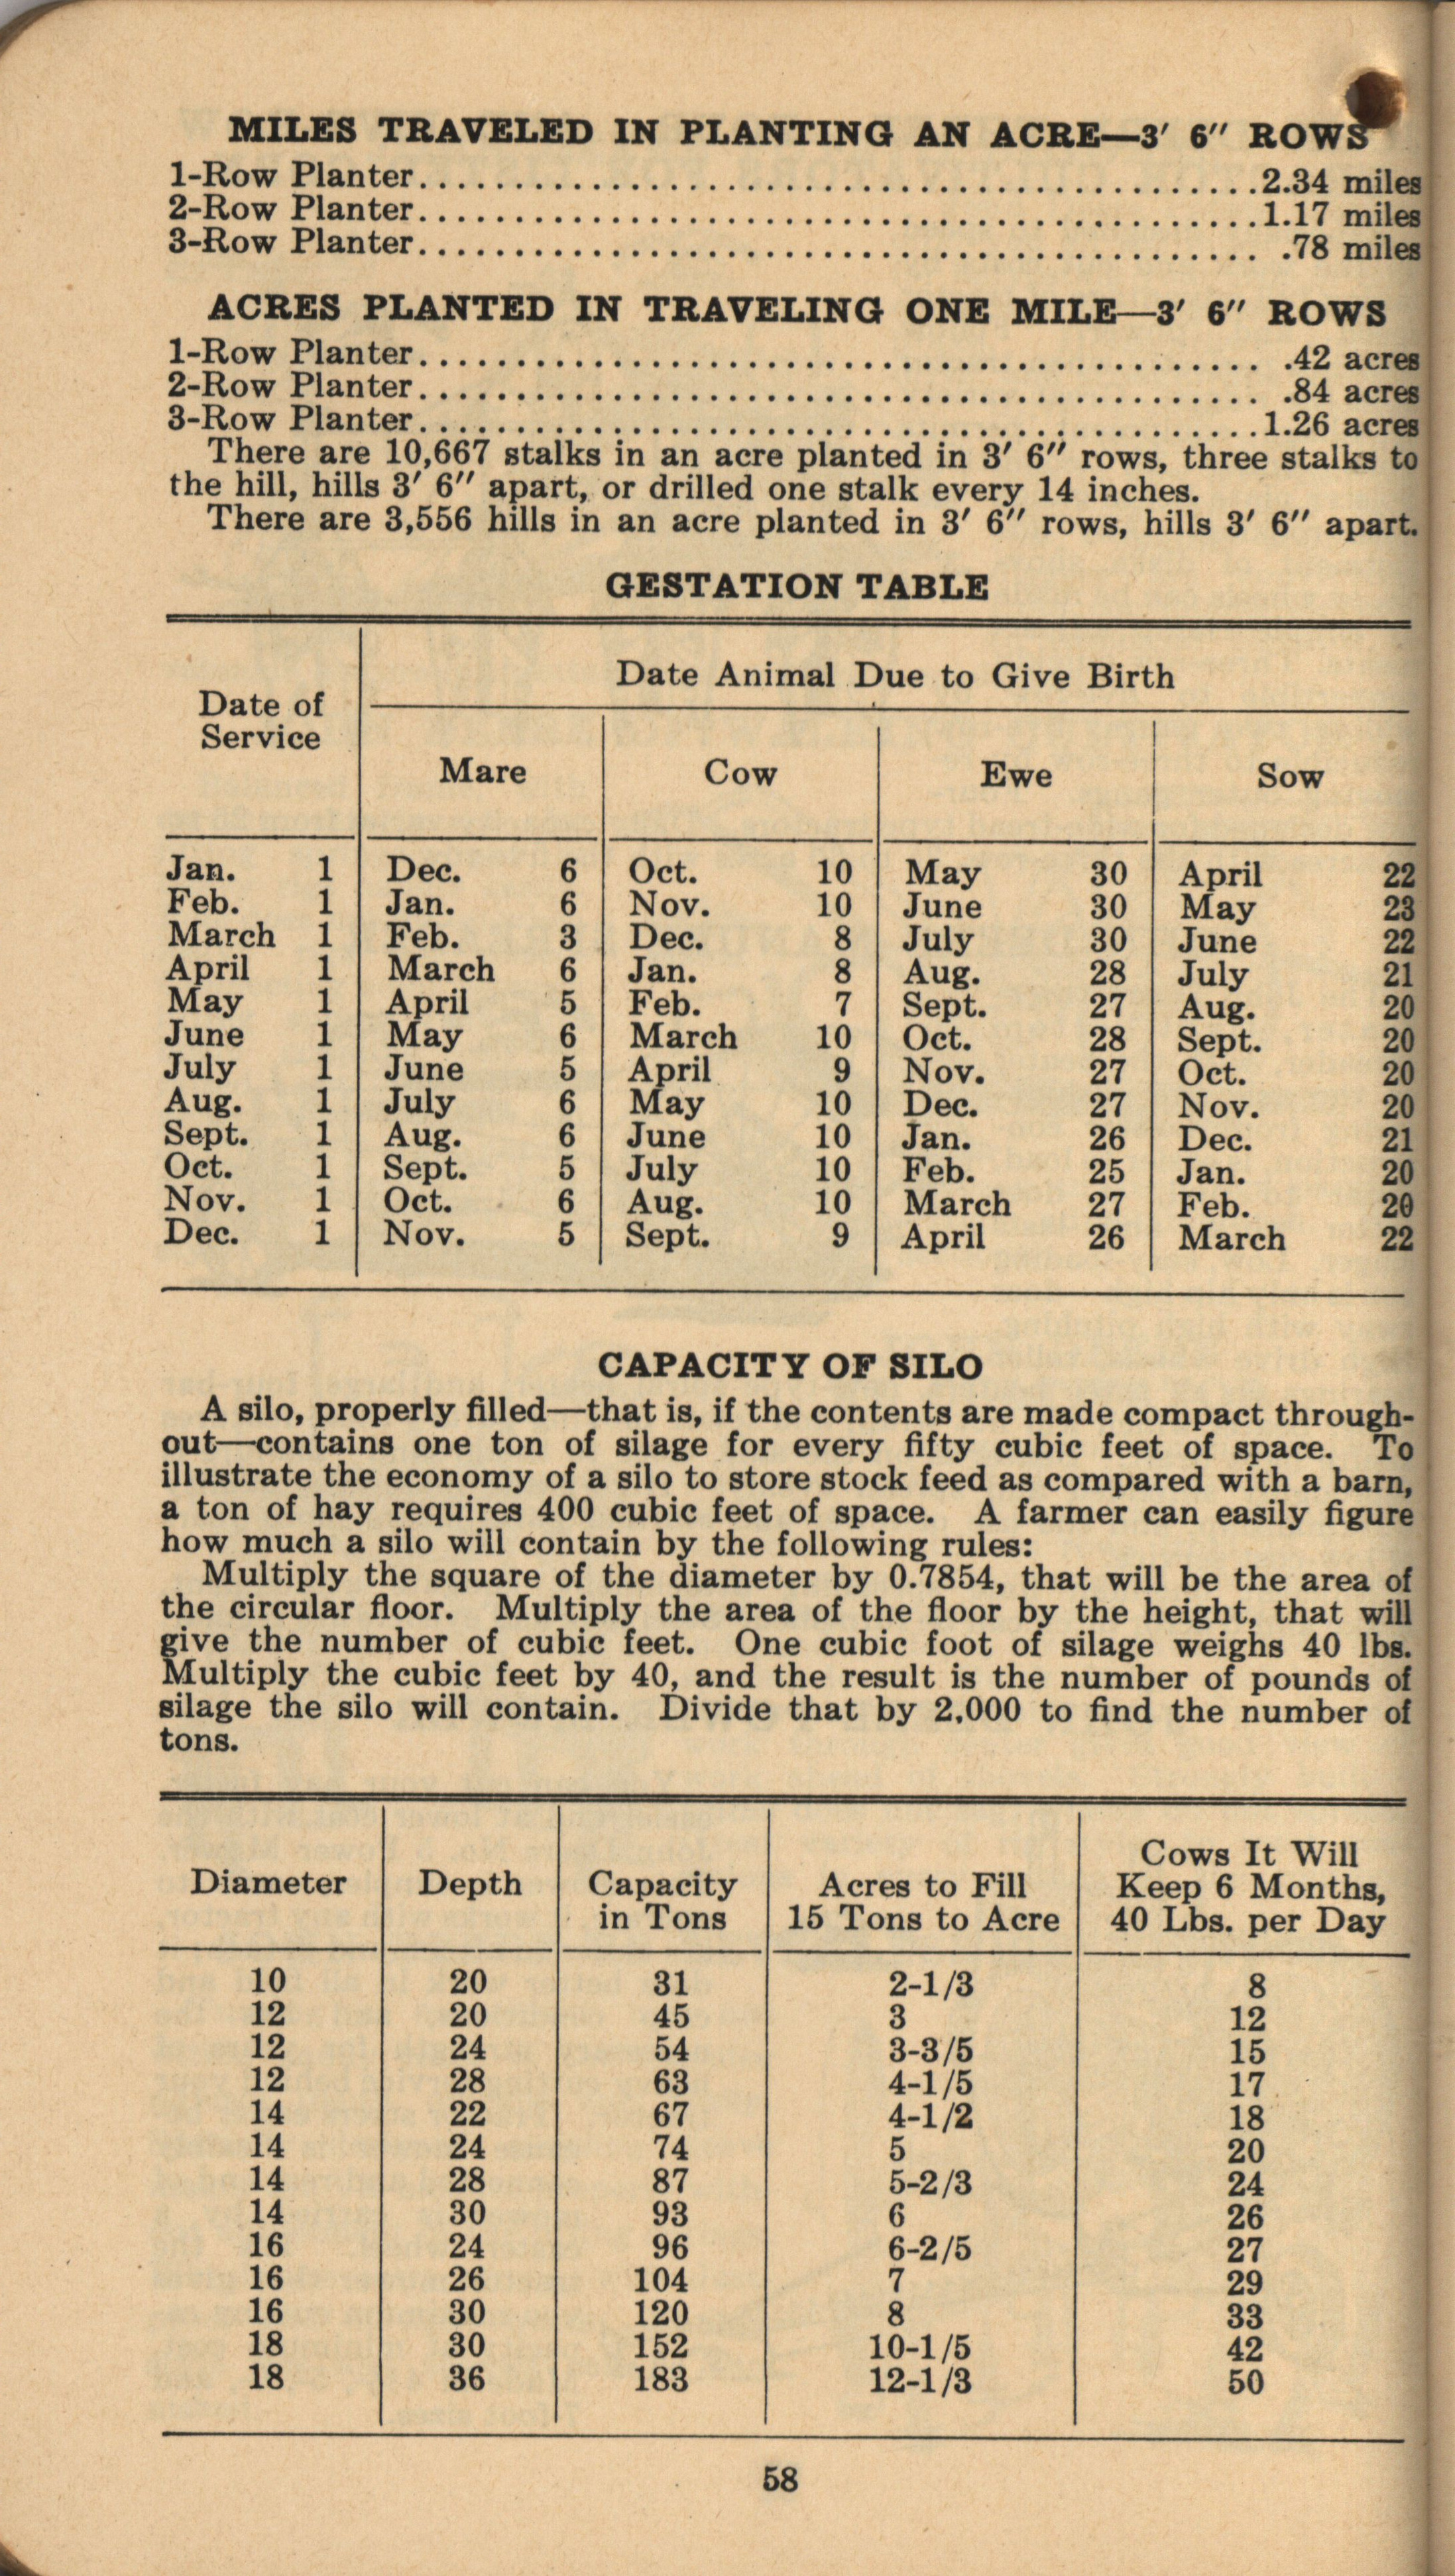 MILES TRAVELED IN PLANTING AN ACRE—3′ 6″ ROWS
1-Row Planter................................................2.34 miles
2-Row Planter................................................1.17 miles
3-Row Planter................................................ .78 miles
ACRES PLANTED IN TRAVELING ONE MILE—3′ 6″ ROWS
1-Row Planter................................................ .42 acres
2-Row Planter................................................ .84 acres
3-Row Planter................................................1.26 acres
There are 10,667 stalks in an acre planted in 3′ 6″ rows, three stalks to
the hill, hills 3′ 6″ apart, or drilled one stalk every 14 inches.
There are 3,556 hills in an acre planted in 3′ 6″ rows, hills 3′ 6″ apart.
GESTATION TABLE
Date of Service
Date Animal Due to Give Birth
Mare Cow Ewe Sow
Jan. 1 Dec. 6 Oct. 10 May 30 April 22
Feb. 1 Jan. 6 Nov. 10 June 30 May 23
March 1 Feb. 3 Dec. 8 July 30 June 22
April 1 March 6 Jan. 8 Aug. 28 July 21
May 1 April 5 Feb. 7 Sept. 27 Aug. 20
June 1 May 6 March 10 Oct. 28 Sept. 20
July 1 June 5 April 9 Nov. 27 Oct. 20
Aug. 1 July 6 May 10 Dec. 27 Nov. 20
Sept. 1 Aug. 6 June 10 Jan. 26 Dec. 21
Oct. 1 Sept. 5 July 10 Feb. 25 Jan. 20
Nov. 1 Oct. 6 Aug. 10 March 27 Feb. 20
Dec. 1 Nov. 5 Sept. 9 April 26 March 22
CAPACITY OF SILO
A silo, properly filled—that is, if the contents are made compact through-
out—contains one ton of silage for every fifty cubic feet of space. To
illustrate the economy of a silo to store stock feed as compared with a barn,
a ton of hay requires 400 cubic feet of space. A farmer can easily figure
how much a silo will contain by the following rules:
Multiply the square of the diameter by 0.7854, that will be the area of
the circular floor. Multiply the area of the floor by the height, that will
give the number of cubic feet. One cubic foot of silage weighs 40 lbs.
Multiply the cubic feet by 40, and the result is the number of pounds of
silage the silo will contain. Divide that by 2,000 to find the number of
tons.
Diameter
Depth
Capacity
in Tons
Acres to Fill
15 Tons to Acre
Cows It Will
Keep 6 Months,
40 Lbs. per Day
10 20 31 2-1/3 8
12 20 45 3 12
12 24 54 3-3/5 15
12 28 63 4-1/5 17
14 22 67 4-1/2 18
14 24 74 5 20
14 28 87 5-2/3 24
14 30 93 6 26
16 24 96 6-2/5 27
16 26 104 7 29
16 30 120 8 33
18 30 152 10-1/5 42
18 36 183 12-1/3 50
58